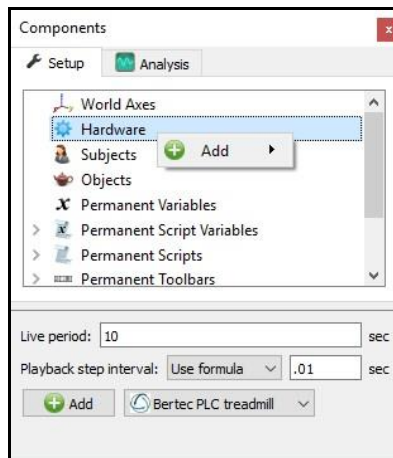 Components x
Setup Analysis
World Axes
Hardware
Add
Subjects
Objects
x Permanent Variables
Permanent Script Variables
Permanent Scripts
Permanent Toolbars
Live period: 10 sec
Playback step interval: Use formula .01 sec
Add Bertec PLC treadmill